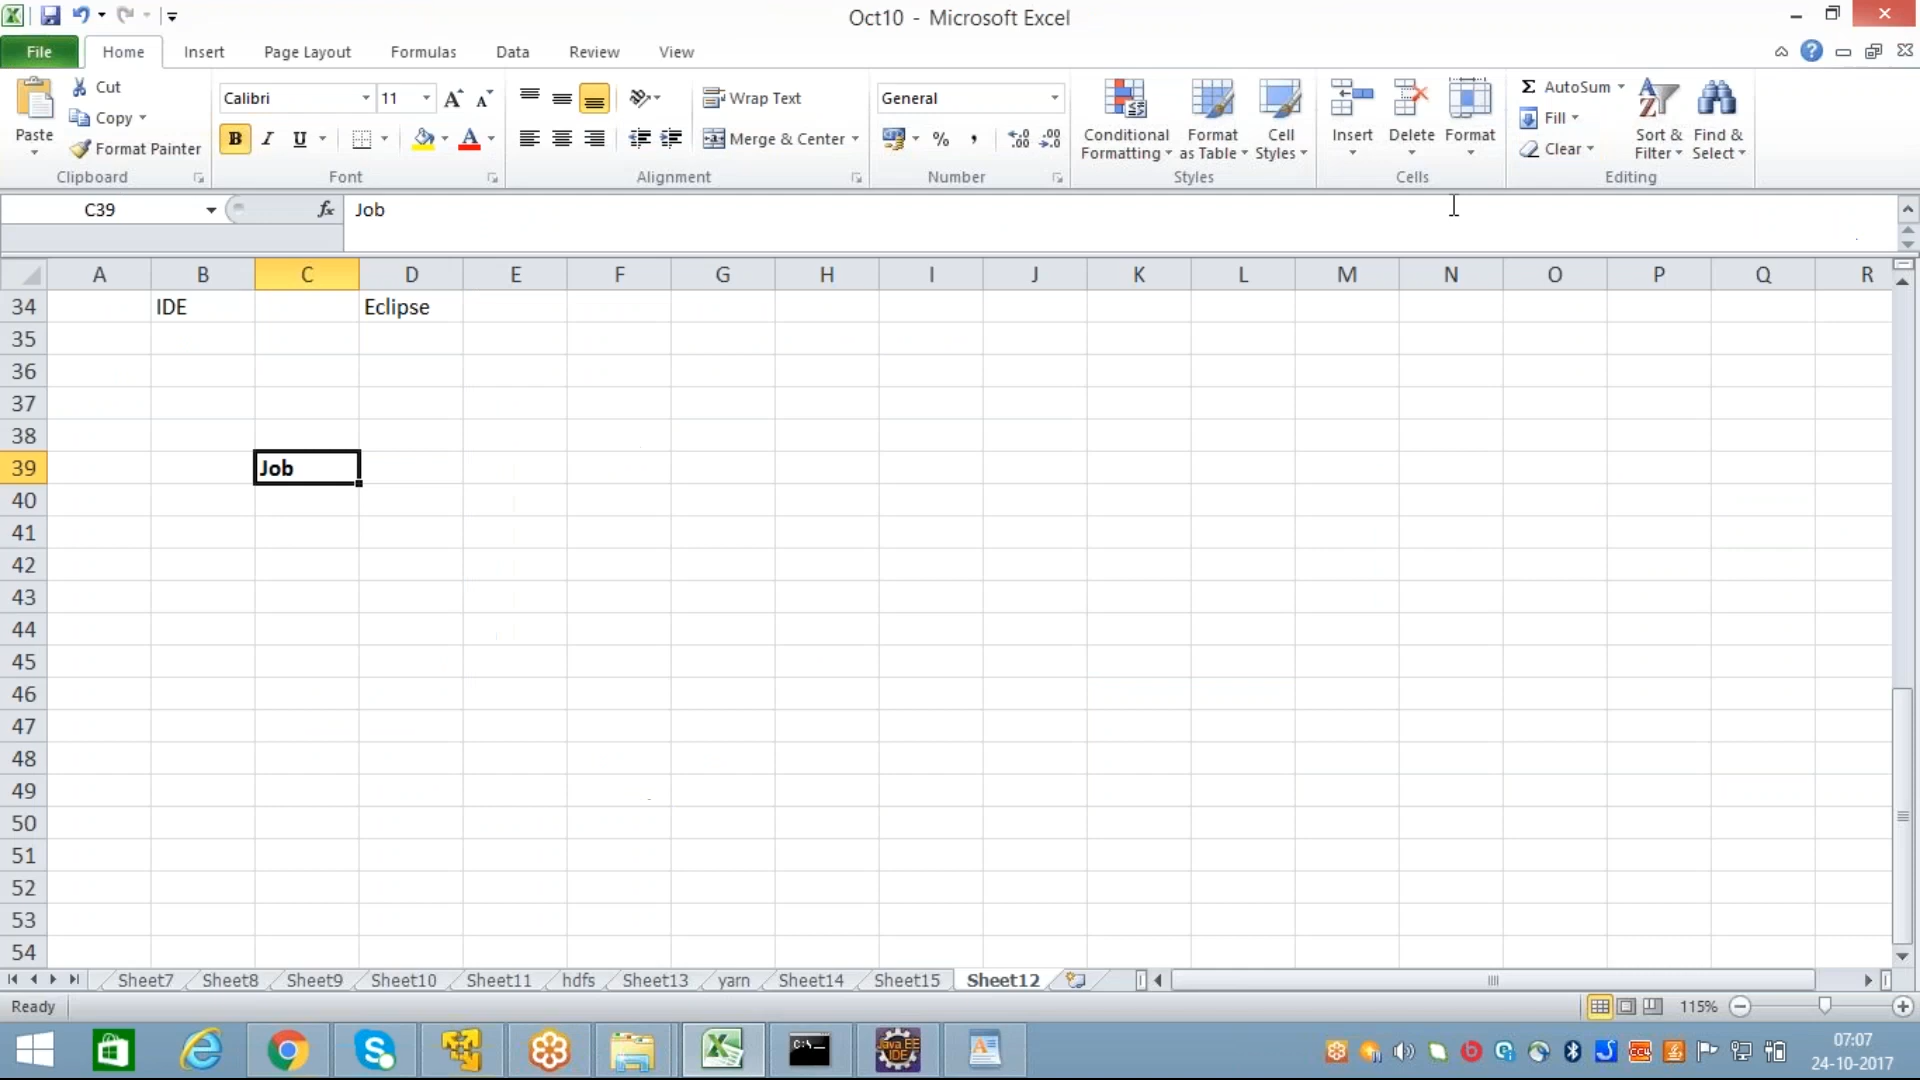 Oct10 - Microsoft Excel
File Home Insert Page Layout Formulas Data Review View
Paste
Cut
Copy
Format Painter
Clipboard
Calibri 11
B I U
Font
Wrap Text
Merge & Center
Alignment
General
%
Number
Conditional Formatting
Format as Table
Cell Styles
Styles
Insert Delete Format
Cells
AutoSum
Fill
Clear
Sort & Filter
Find & Select
Editing
C39 fx Job
A B C D E F G H I J K L M N O P Q R
34 IDE Eclipse
35
36
37
38
39 Job
40
41
42
43
44
45
46
47
48
49
50
51
52
53
54
Sheet7 Sheet8 Sheet9 Sheet10 Sheet11 hdfs Sheet13 yarn Sheet14 Sheet15 Sheet12
Ready 115%
C:\_
Java EE IDE
07:07
24-10-2017